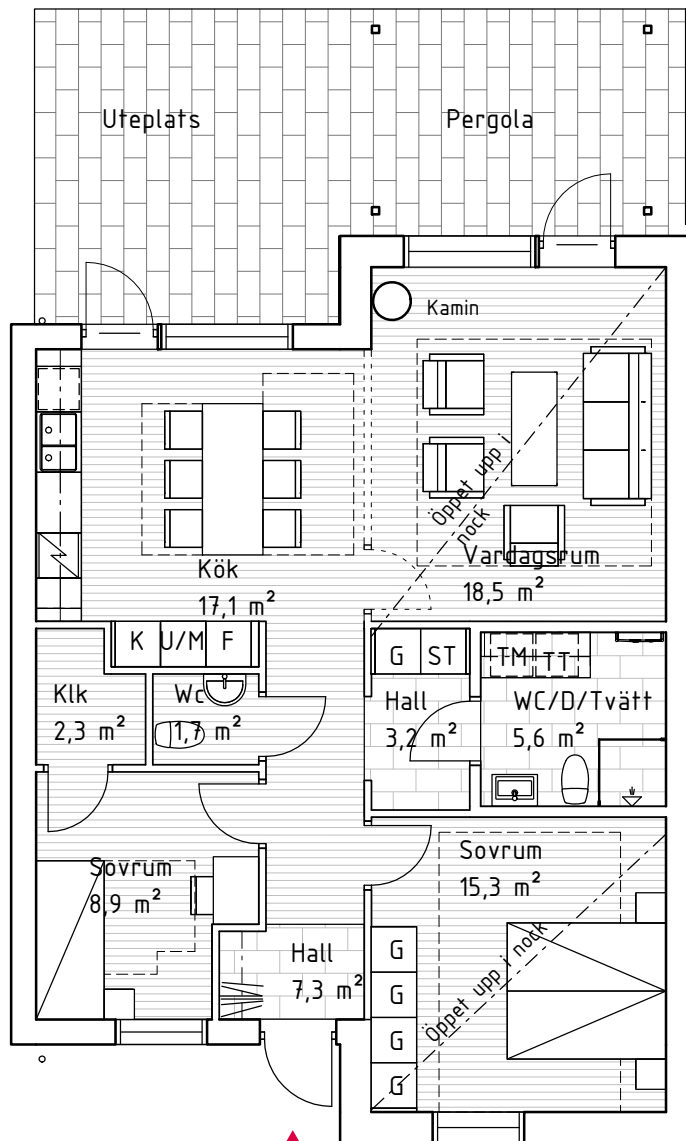 Uteplats
Pergola
Kamin
Öppet upp i
nock
Kök
17,1 m²
Vardagsrum
18,5 m²
K
U/M
F
G
ST
TM
TT
Klk
2,3 m²
Wc
1,7 m²
Hall
3,2 m²
WC/D/Tvätt
5,6 m²
Sovrum
8,9 m²
Sovrum
15,3 m²
Hall
7,3 m²
Öppet upp i nock
G
G
G
G